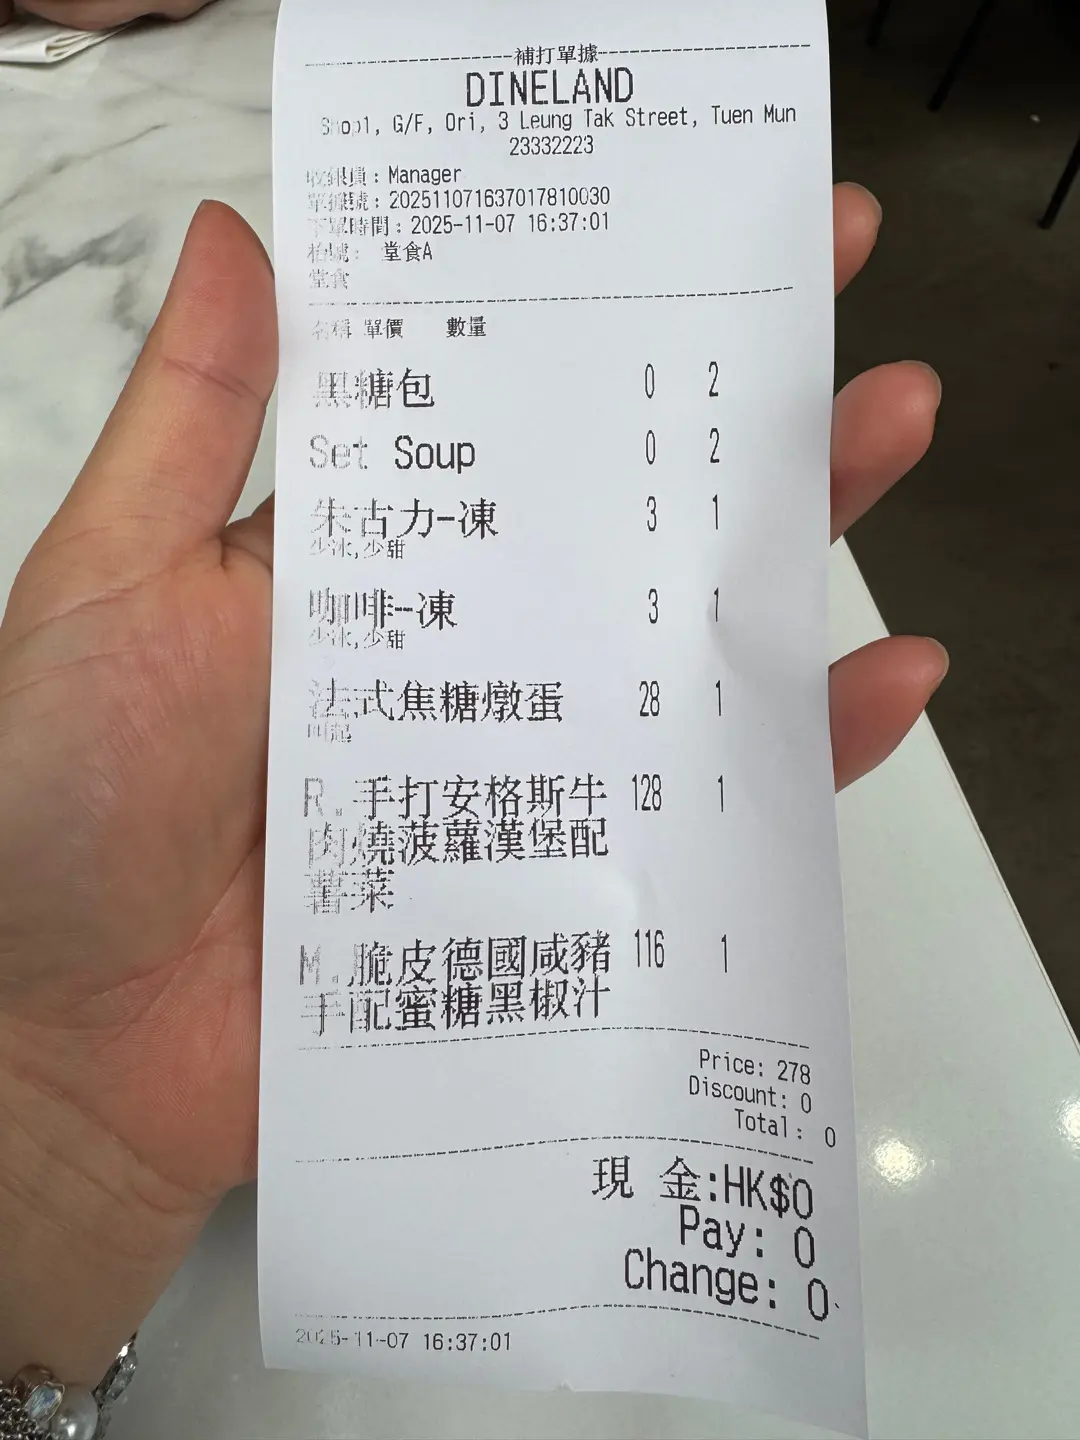 補打單據
DINELAND
Shop1, G/F, Ori, 3 Leung Tak Street, Tuen Mun
23332223
收銀員：Manager
單據號：202511071637017810030
下單時間：2025-11-07 16:37:01
枱號： 堂食A
堂食
名稱 單價 數量
黑糖包 0 2
Set Soup 0 2
朱古力-凍 3 1
少冰,少甜
咖啡-凍 3 1
少冰,少甜
法式焦糖燉蛋 28 1
叫起
R.手打安格斯牛 128 1
肉燒菠蘿漢堡配
薯菜
M.脆皮德國咸豬 116 1
手配蜜糖黑椒汁
Price: 278
Discount: 0
Total: 0
現 金:HK$0
Pay: 0
Change: 0
2025-11-07 16:37:01